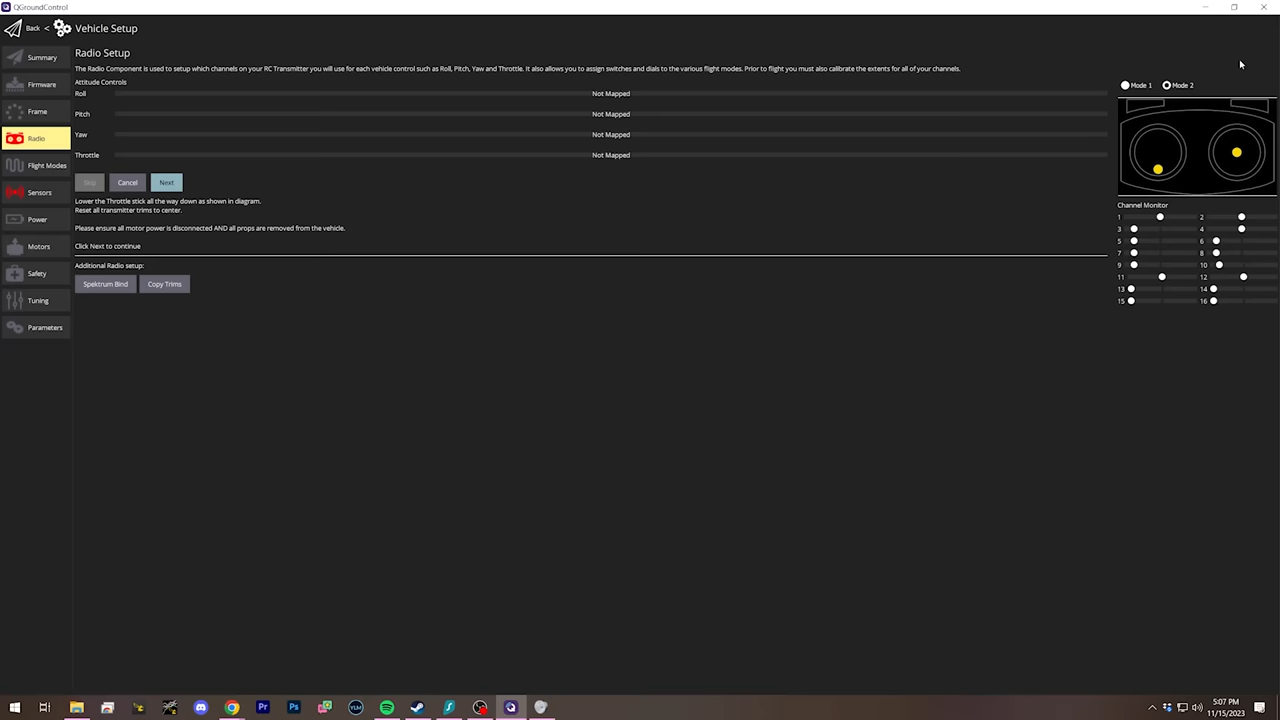 QGroundControl
Back < Vehicle Setup
Summary
Firmware
Frame
Radio
Flight Modes
Sensors
Power
Motors
Safety
Tuning
Parameters
Radio Setup
The Radio Component is used to setup which channels on your RC Transmitter you will use for each vehicle control such as Roll, Pitch, Yaw and Throttle. It also allows you to assign switches and dials to the various flight modes. Prior to flight you must also calibrate the extents for all of your channels.
Attitude Controls
Roll Not Mapped
Pitch Not Mapped
Yaw Not Mapped
Throttle Not Mapped
Skip Cancel Next
Lower the Throttle stick all the way down as shown in diagram.
Reset all transmitter trims to center.
Please ensure all motor power is disconnected AND all props are removed from the vehicle.
Click Next to continue
Additional Radio setup:
Spektrum Bind Copy Trims
Mode 1 Mode 2
Channel Monitor
1 2
3 4
5 6
7 8
9 10
11 12
13 14
15 16
Pr Ps YLM
5:07 PM
11/15/2023